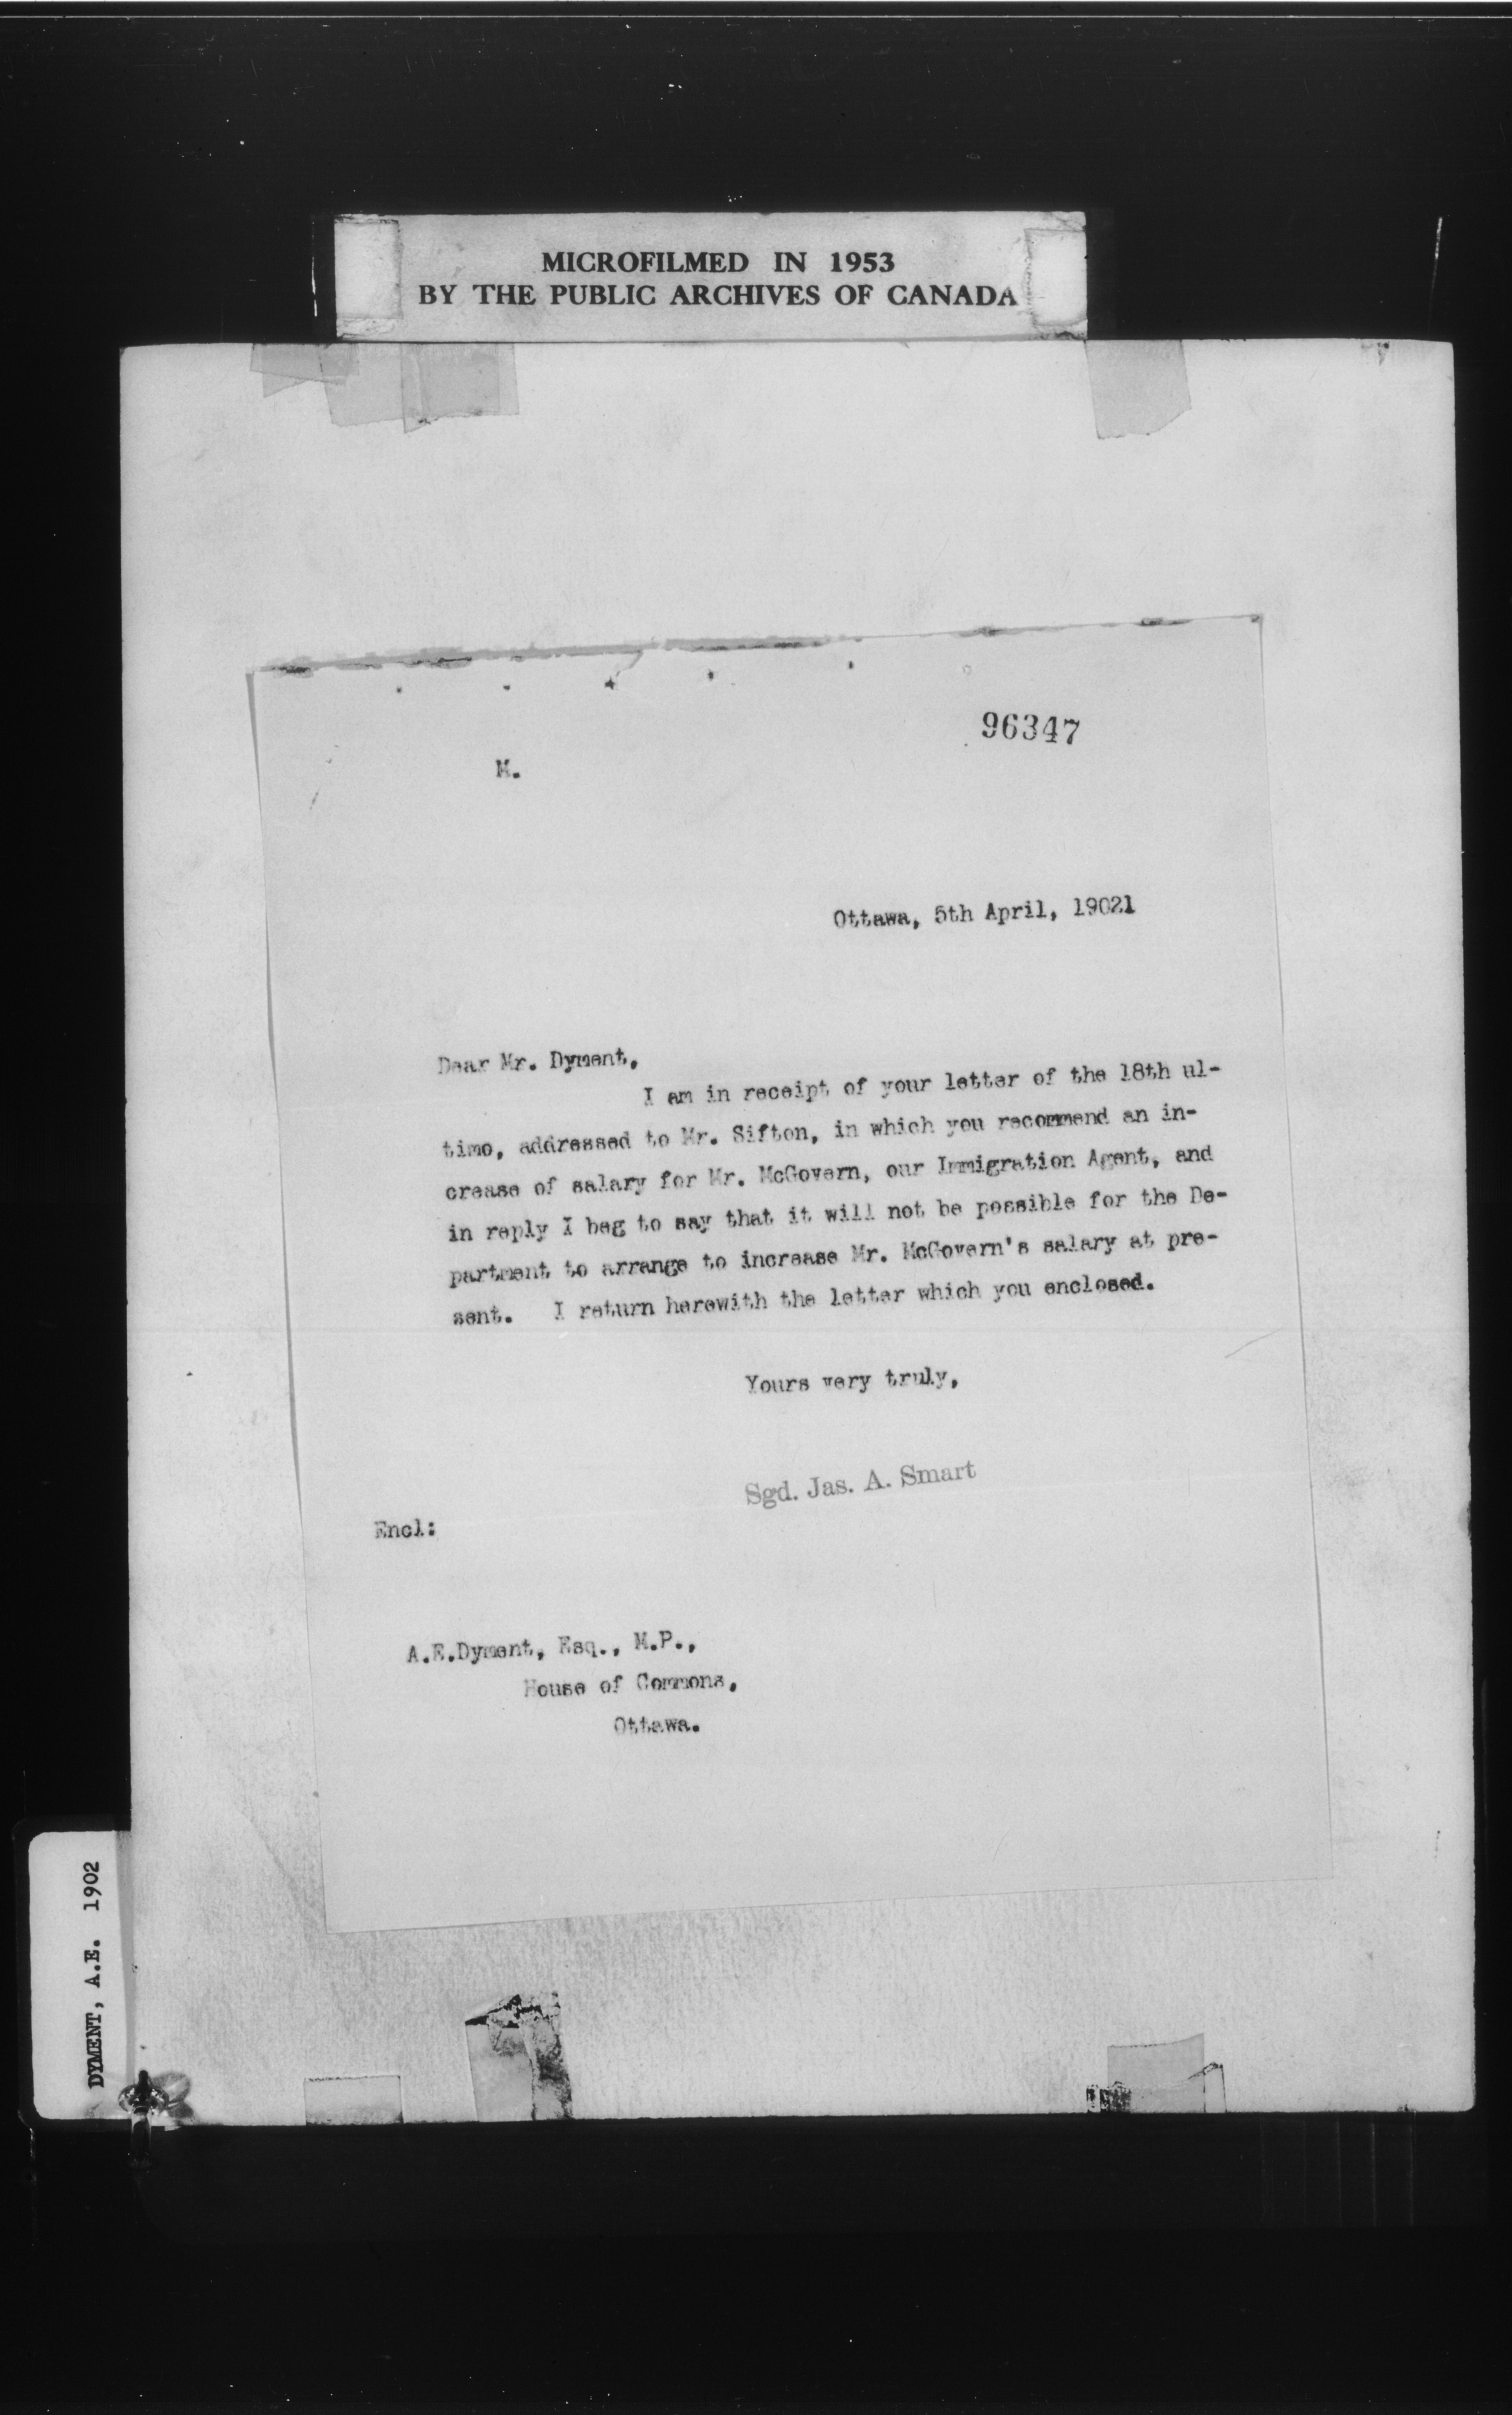 MICROFILMED IN 1953
BY THE PUBLIC ARCHIVES OF CANADA
96347
M.
Ottawa, 5th April, 19021
Dear Mr. Dyment,
I am in receipt of your letter of the 18th ul-
timo, addressed to Mr. Sifton, in which you recommend an in-
crease of salary for Mr. McGovern, our Immigration Agent, and
in reply I beg to say that it will not be possible for the De-
partment to arrange to increase Mr. McGovern's salary at pre-
sent. I return herewith the letter which you enclosed.
Yours very truly,
Sgd. Jas. A. Smart
Encl:
A.E.Dyment, Esq., M.P.,
House of Commons,
Ottawa.
DYMENT, A.E. 1902